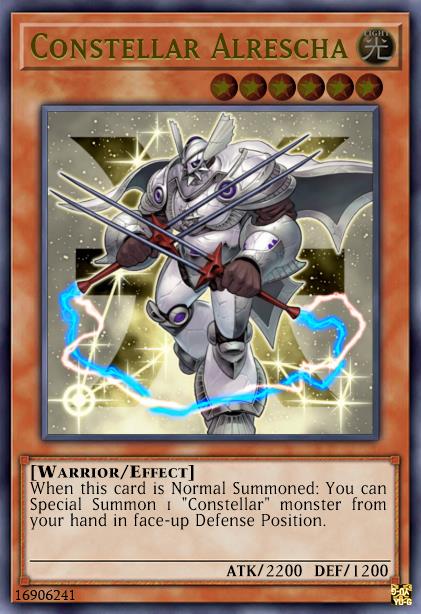 CONSTELLAR ALRESCHA
LIGHT
光
[WARRIOR/EFFECT]
When this card is Normal Summoned: You can
Special Summon 1 "Constellar" monster from
your hand in face-up Defense Position.
ATK/2200 DEF/1200
16906241